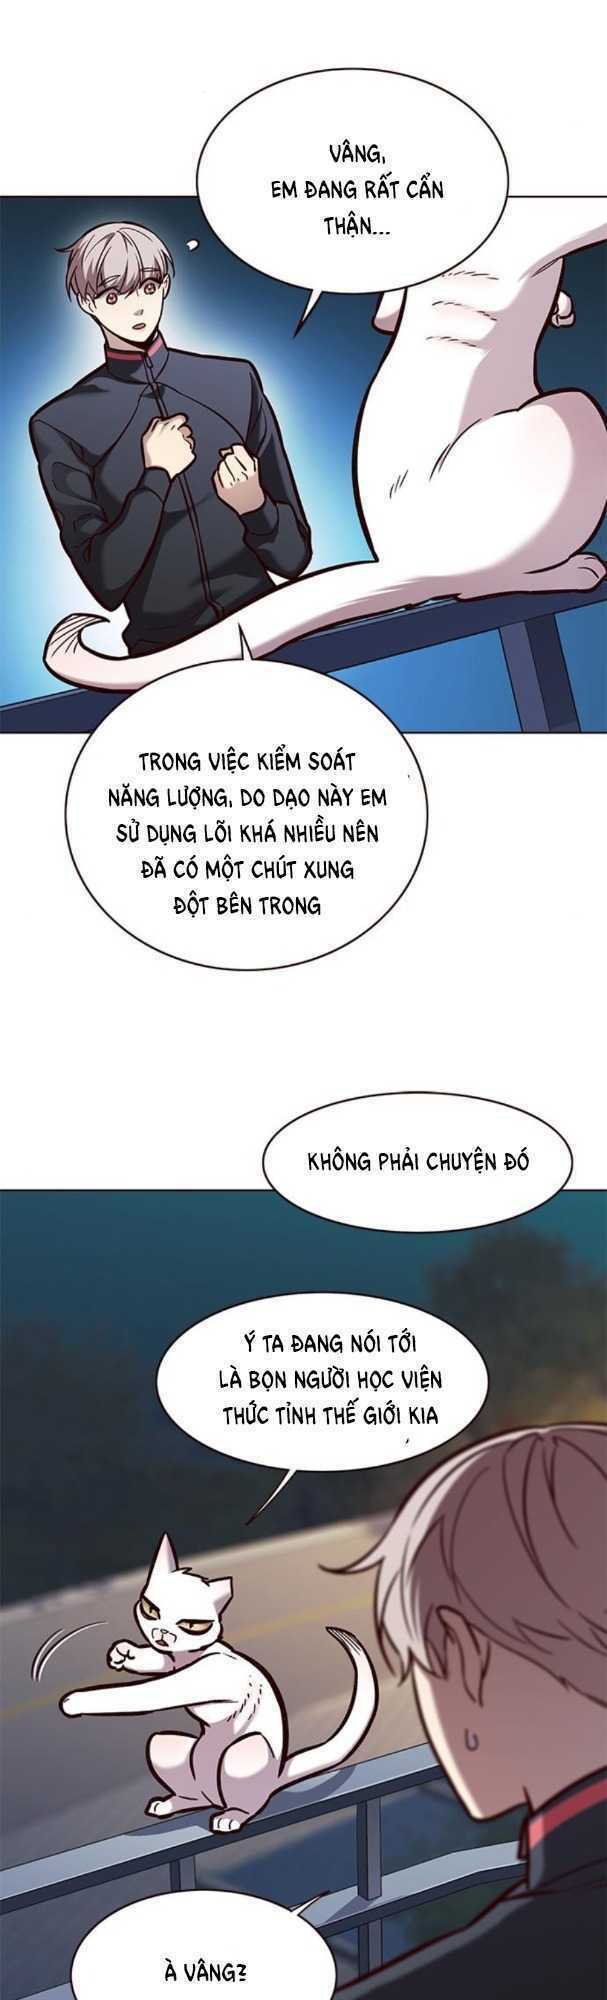 VÂNG,
EM ĐANG RẤT CẨN
THẬN...
TRONG VIỆC KIỂM SOÁT
NĂNG LƯỢNG, DO DẠO NÀY EM
SỬ DỤNG LÕI KHÁ NHIỀU NÊN
ĐÃ CÓ MỘT CHÚT XUNG
ĐỘT BÊN TRONG
KHÔNG PHẢI CHUYỆN ĐÓ
Ý TA ĐANG NÓI TỚI
LÀ BỌN NGƯỜI HỌC VIỆN
THỨC TỈNH THẾ GIỚI KIA
À VÂNG?